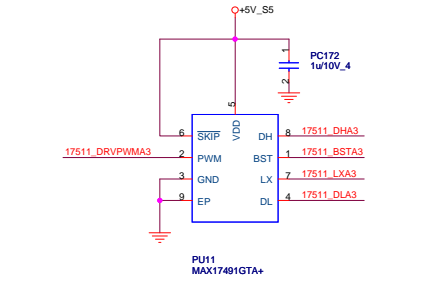 +5V_S5
1
PC172
1u/10V_4
2
5
VDD
6 SKIP DH 8 17511_DHA3
17511_DRVPWMA3 2 PWM BST 1 17511_BSTA3
3 GND LX 7 17511_LXA3
9 EP DL 4 17511_DLA3
PU11
MAX17491GTA+